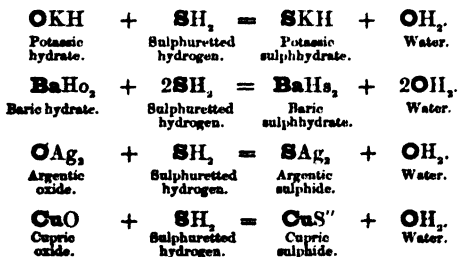 OKH + SH₂ = SKH + OH₂.
Potassic Sulphuretted Potassic Water.
hydrate. hydrogen. sulphhydrate.
BaHo₂ + 2SH₂ = BaHs₂ + 2OH₂.
Baric hydrate. Sulphuretted Baric Water.
hydrogen. sulphhydrate.
OAg₂ + SH₂ = SAg₂ + OH₂.
Argentic Sulphuretted Argentic Water.
oxide. hydrogen. sulphide.
CuO + SH₂ = CuS″ + OH₂.
Cupric Sulphuretted Cupric Water.
oxide. hydrogen. sulphide.